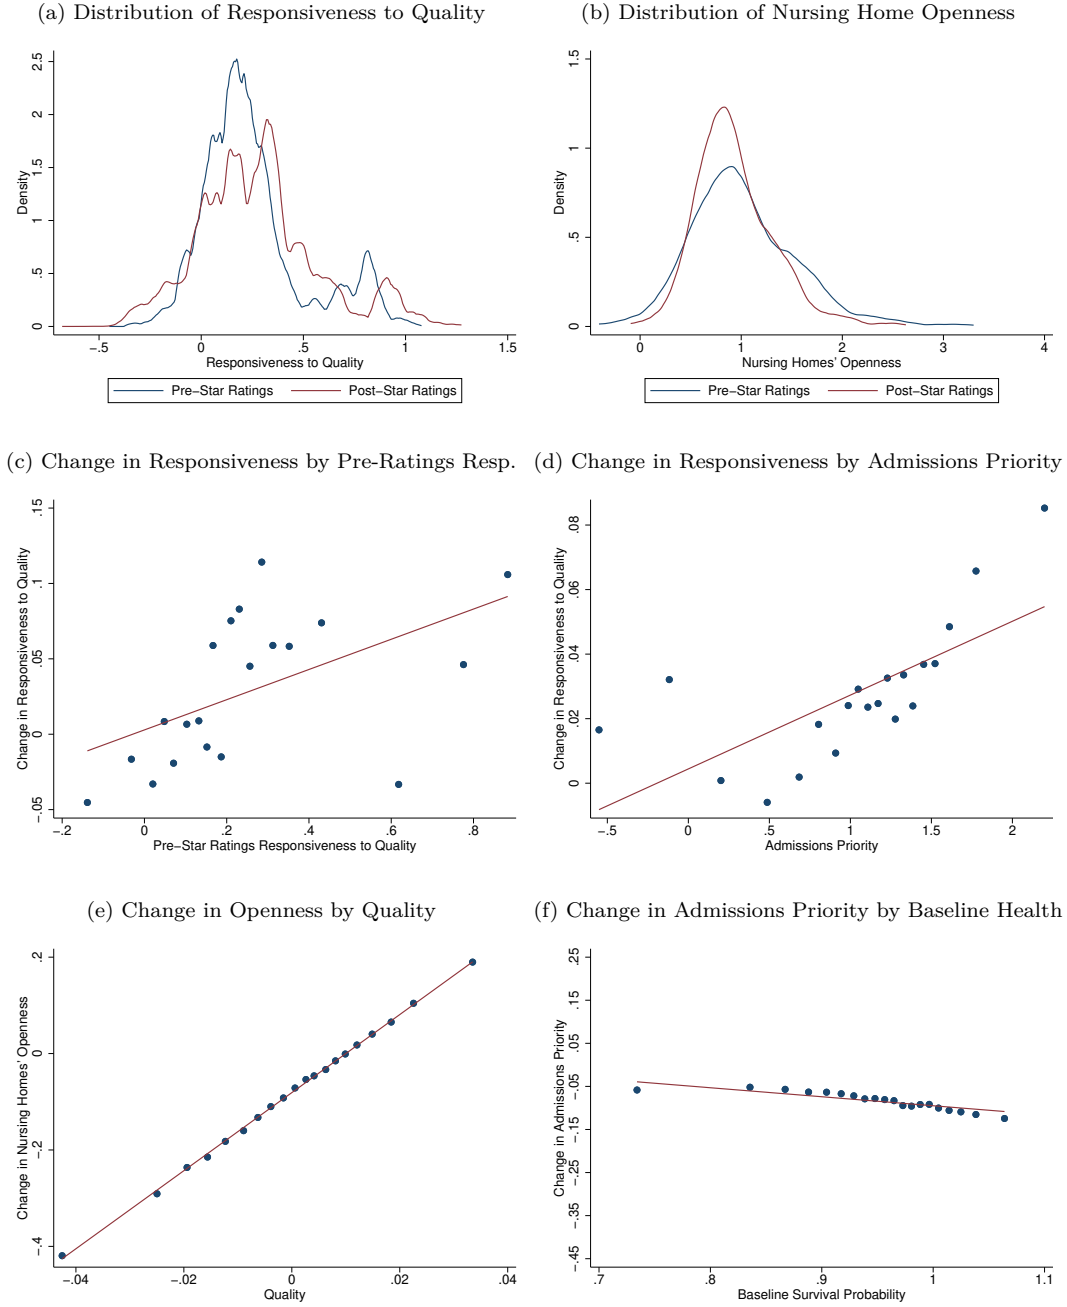 (a) Distribution of Responsiveness to Quality
(b) Distribution of Nursing Home Openness
2.5
2
1.5
1
.5
0
Density
−.5 0 .5 1 1.5
Responsiveness to Quality
Pre−Star Ratings Post−Star Ratings
1.5
1
.5
0
Density
0 1 2 3 4
Nursing Homes' Openness
Pre−Star Ratings Post−Star Ratings
(c) Change in Responsiveness by Pre-Ratings Resp.
(d) Change in Responsiveness by Admissions Priority
.15
.1
.05
0
−.05
Change in Responsiveness to Quality
−.2 0 .2 .4 .6 .8
Pre−Star Ratings Responsiveness to Quality
.08
.06
.04
.02
0
Change in Responsiveness to Quality
−.5 0 .5 1 1.5 2
Admissions Priority
(e) Change in Openness by Quality
(f) Change in Admissions Priority by Baseline Health
.2
0
−.2
−.4
Change in Nursing Homes' Openness
−.04 −.02 0 .02 .04
Quality
.25
.15
.05
−.05
−.15
−.25
−.35
−.45
Change in Admissions Priority
.7 .8 .9 1 1.1
Baseline Survival Probability